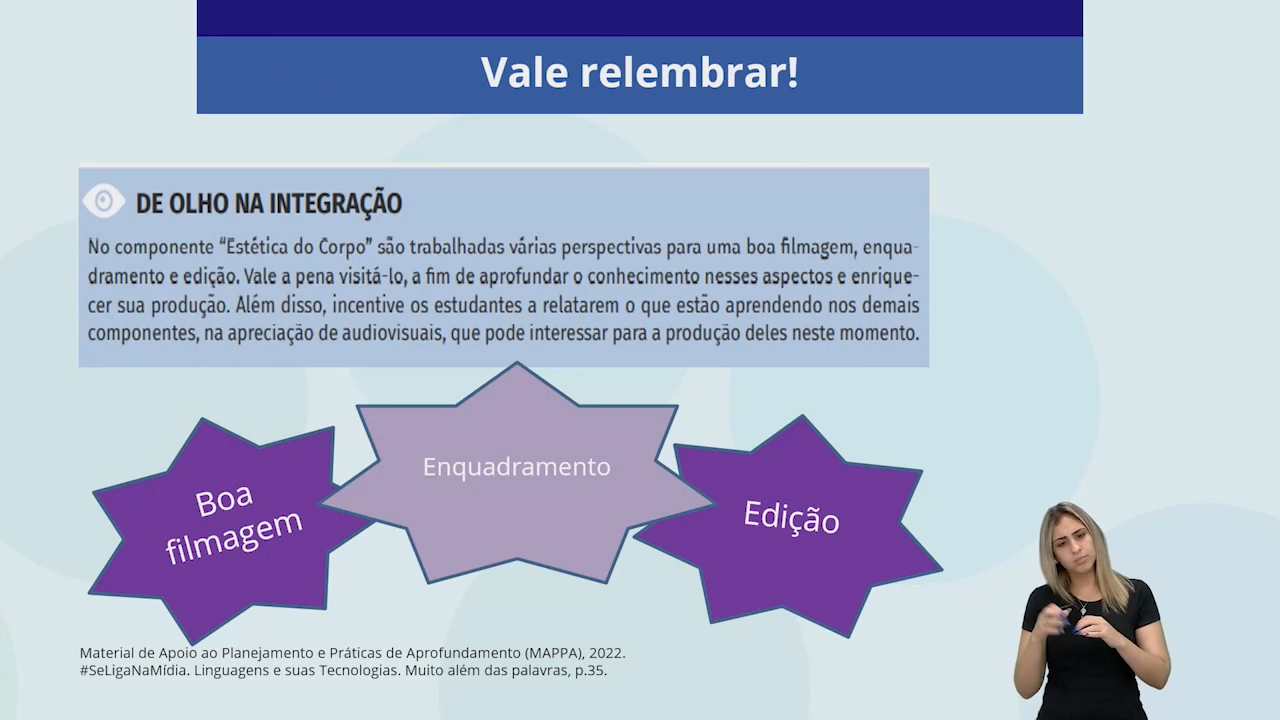 Vale relembrar!
DE OLHO NA INTEGRAÇÃO
No componente “Estética do Corpo” são trabalhadas várias perspectivas para uma boa filmagem, enqua-
dramento e edição. Vale a pena visitá-lo, a fim de aprofundar o conhecimento nesses aspectos e enrique-
cer sua produção. Além disso, incentive os estudantes a relatarem o que estão aprendendo nos demais
componentes, na apreciação de audiovisuais, que pode interessar para a produção deles neste momento.
Boa
filmagem
Enquadramento
Edição
Material de Apoio ao Planejamento e Práticas de Aprofundamento (MAPPA), 2022.
#SeLigaNaMídia. Linguagens e suas Tecnologias. Muito além das palavras, p.35.